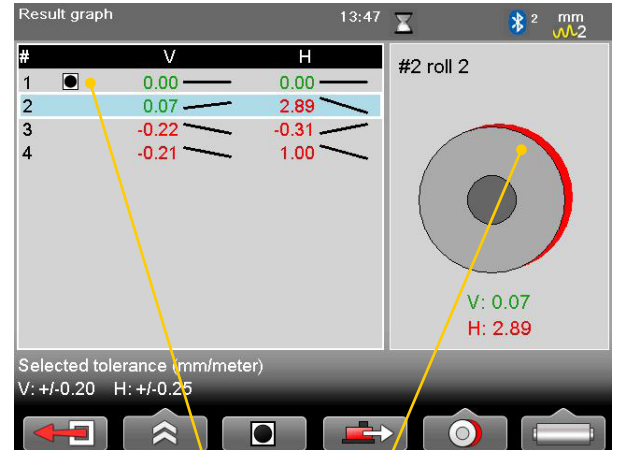 Result graph 13:47 2 mm
2
# V H
1 0.00 0.00
2 0.07 2.89
3 -0.22 -0.31
4 -0.21 1.00
#2 roll 2
V: 0.07
H: 2.89
Selected tolerance (mm/meter)
V: +/-0.20 H: +/-0.25